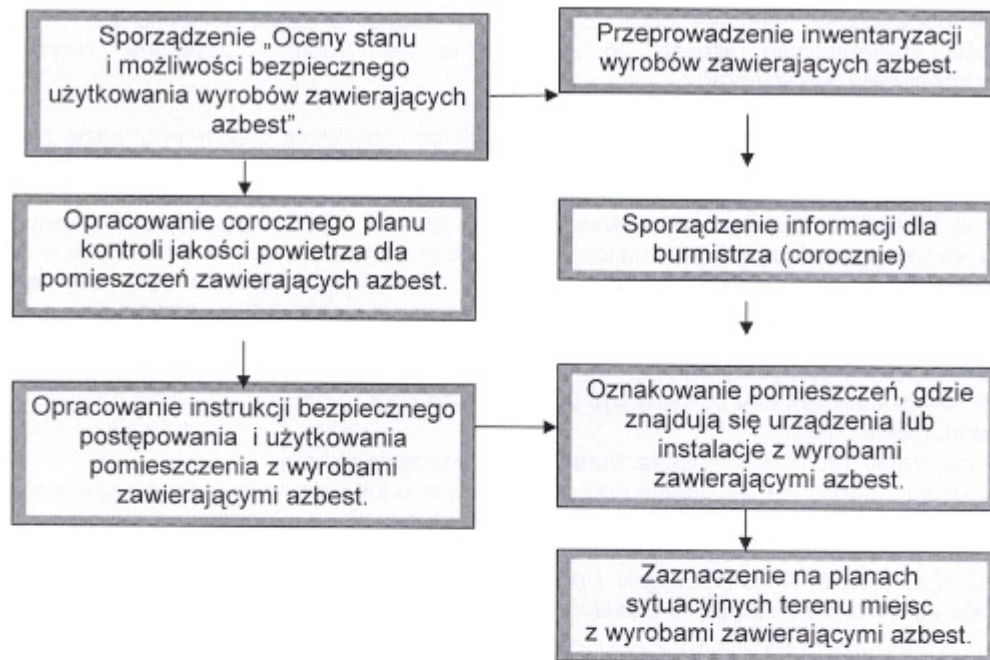 Sporządzenie „Oceny stanu
i możliwości bezpiecznego
użytkowania wyrobów zawierających
azbest”.
Przeprowadzenie inwentaryzacji
wyrobów zawierających azbest.
Opracowanie corocznego planu
kontroli jakości powietrza dla
pomieszczeń zawierających azbest.
Sporządzenie informacji dla
burmistrza (corocznie)
Opracowanie instrukcji bezpiecznego
postępowania i użytkowania
pomieszczenia z wyrobami
zawierającymi azbest.
Oznakowanie pomieszczeń, gdzie
znajdują się urządzenia lub
instalacje z wyrobami
zawierającymi azbest.
Zaznaczenie na planach
sytuacyjnych terenu miejsc
z wyrobami zawierającymi azbest.